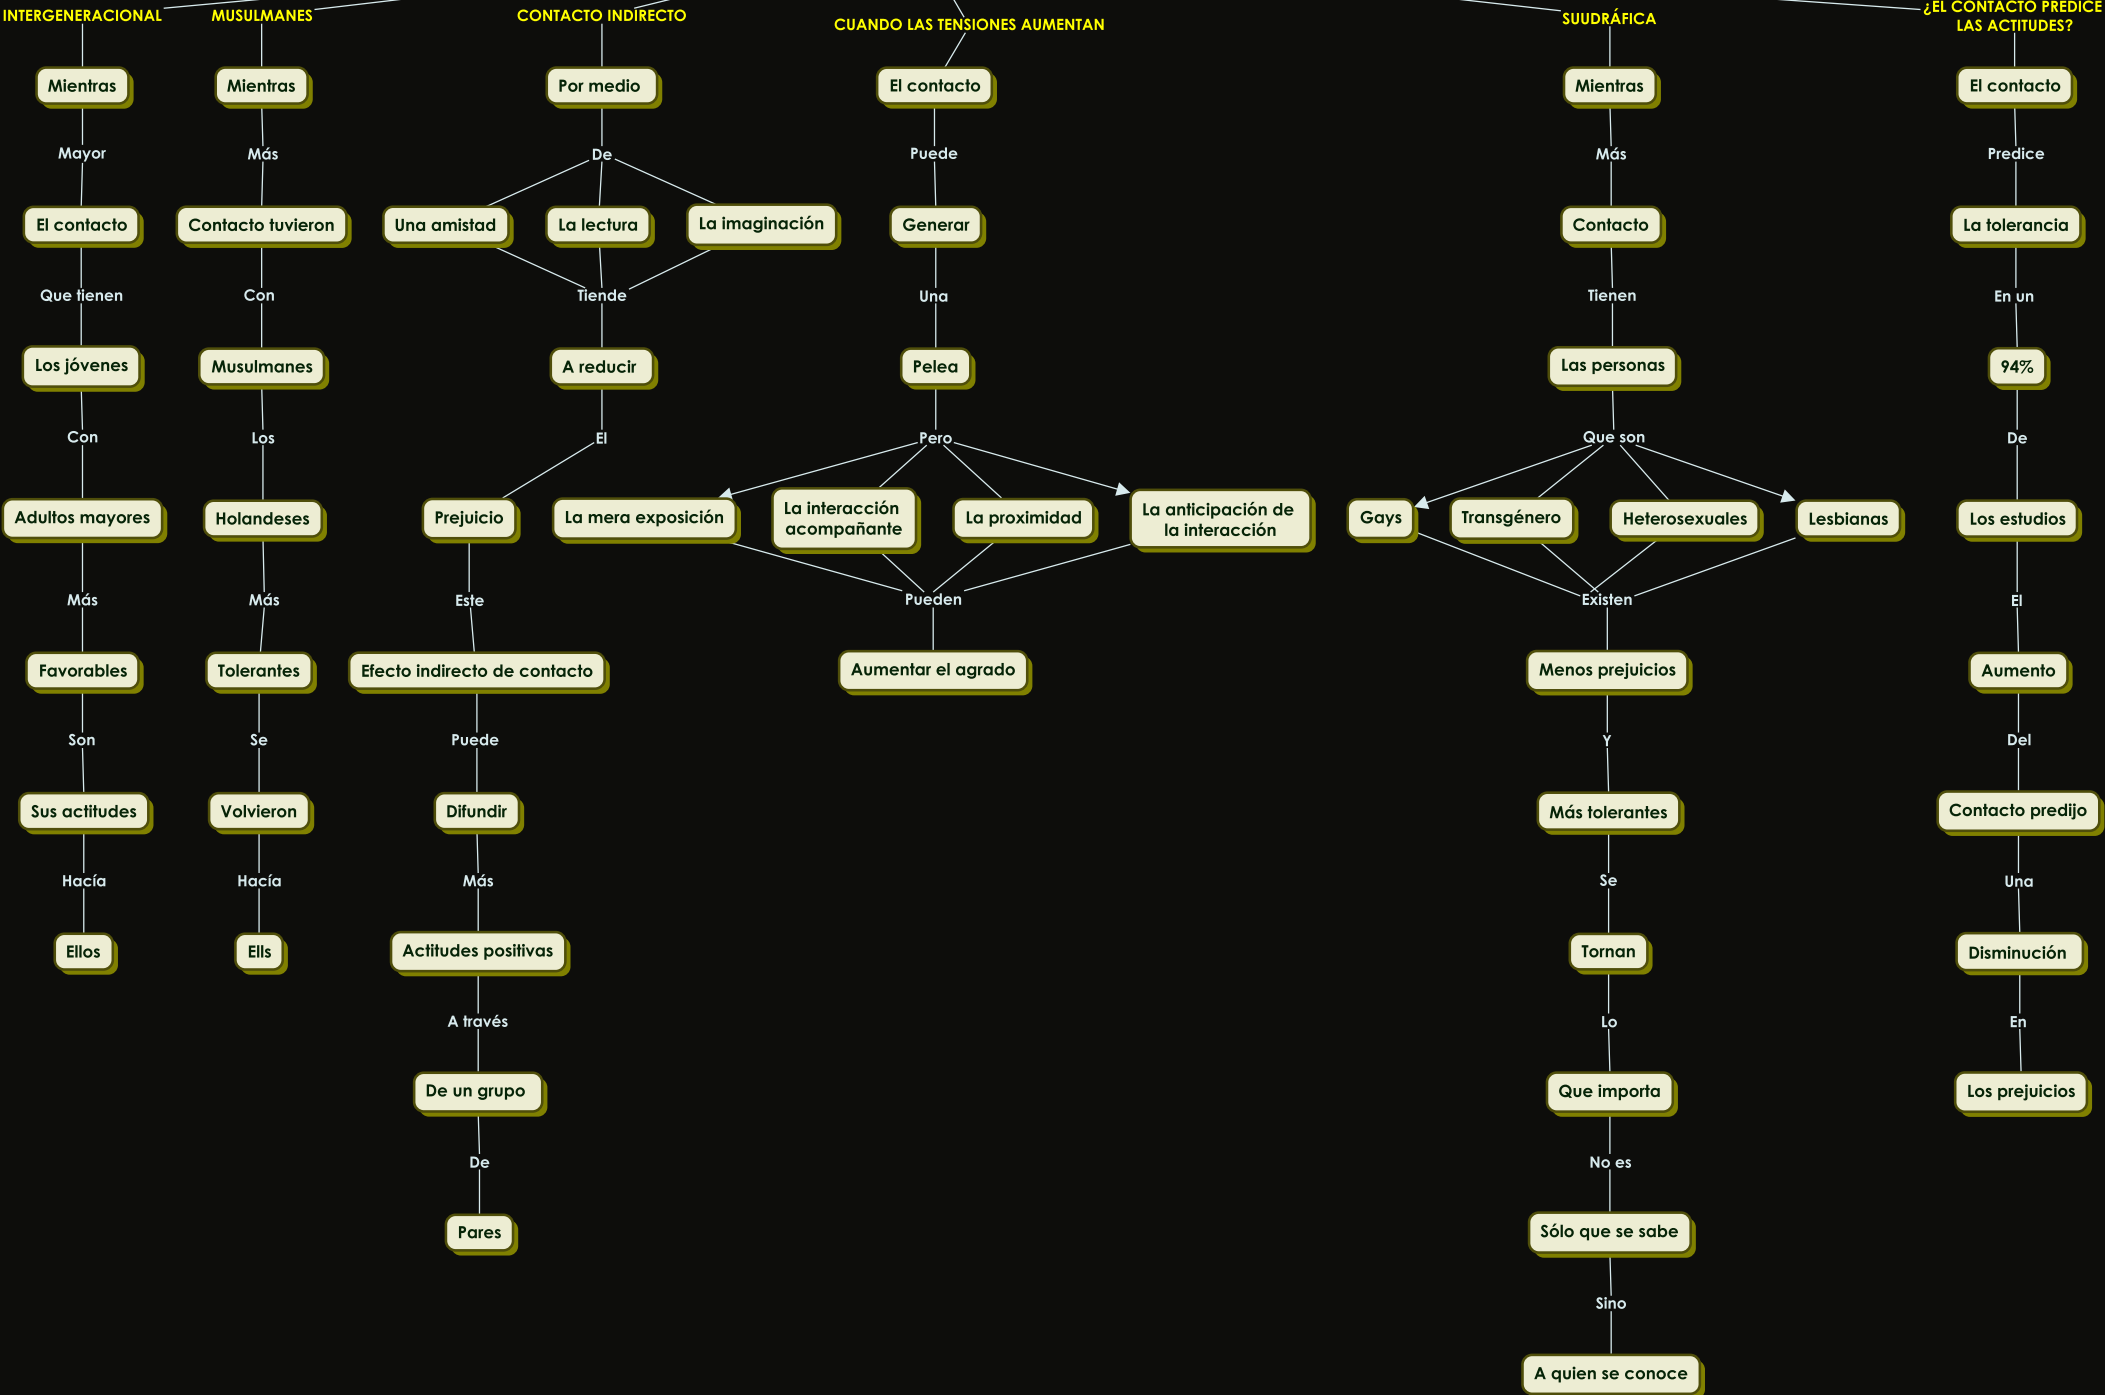 INTERGENERACIONAL
Mientras
Mayor
El contacto
Que tienen
Los jóvenes
Con
Adultos mayores
Más
Favorables
Son
Sus actitudes
Hacía
Ellos
MUSULMANES
Mientras
Más
Contacto tuvieron
Con
Musulmanes
Los
Holandeses
Más
Tolerantes
Se
Volvieron
Hacía
Ells
CONTACTO INDIRECTO
Por medio
De
Una amistad
La lectura
La imaginación
Tiende
A reducir
El
Prejuicio
Este
Efecto indirecto de contacto
Puede
Difundir
Más
Actitudes positivas
A través
De un grupo
De
Pares
CUANDO LAS TENSIONES AUMENTAN
El contacto
Puede
Generar
Una
Pelea
Pero
La mera exposición
La interacción
acompañante
La proximidad
La anticipación de
la interacción
Pueden
Aumentar el agrado
SUUDRÁFICA
Mientras
Más
Contacto
Tienen
Las personas
Que son
Gays
Transgénero
Heterosexuales
Lesbianas
Existen
Menos prejuicios
Y
Más tolerantes
Se
Tornan
Lo
Que importa
No es
Sólo que se sabe
Sino
A quien se conoce
¿EL CONTACTO PREDICE
LAS ACTITUDES?
El contacto
Predice
La tolerancia
En un
94%
De
Los estudios
El
Aumento
Del
Contacto predijo
Una
Disminución
En
Los prejuicios